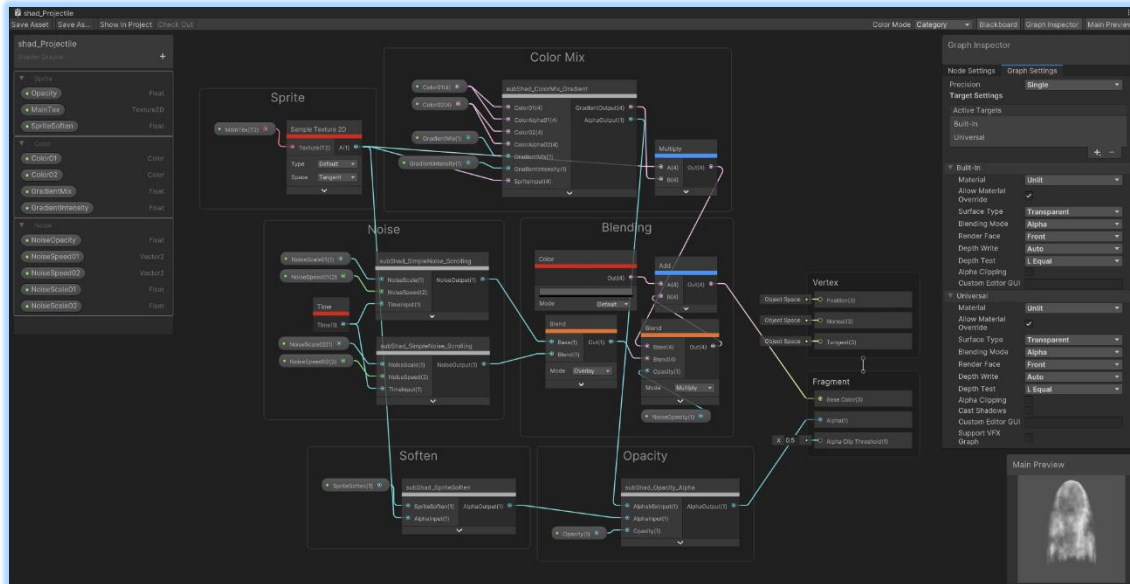 shad_Projectile
Save Asset Save As... Show In Project Check Out
Color Mode Category Blackboard Graph Inspector Main Preview
shad_Projectile
Shader Graphs
Sprite
Opacity Float
MainTex Texture2D
SpriteSoften Float
Color
Color01 Color
Color02 Color
GradientMix Float
GradientIntensity Float
Noise
NoiseOpacity Float
NoiseSpeed01 Vector2
NoiseSpeed02 Vector2
NoiseScale01 Float
NoiseScale02 Float
Sprite
MainTex(T2)
Sample Texture 2D
Texture(T2) A(1)
Type Default
Space Tangent
Color Mix
Color01(4)
Color02(4)
GradientMix(1)
GradientIntensity(1)
subShad_ColorMix_Gradient
Color01(4) GradientOutput(4)
ColorAlpha01(4) AlphaOutput(1)
Color02(4)
ColorAlpha02(4)
GradientMix(1)
GradientIntensity(1)
SpriteInput(4)
Multiply
A(4) Out(4)
B(4)
Noise
NoiseScale01(1)
NoiseSpeed01(2)
Time
Time(1)
NoiseScale02(1)
NoiseSpeed02(2)
subShad_SimpleNoise_Scrolling
NoiseScale(1) NoiseOutput(1)
NoiseSpeed(2)
TimeInput(1)
subShad_SimpleNoise_Scrolling
NoiseScale(1) NoiseOutput(1)
NoiseSpeed(2)
TimeInput(1)
Blending
Color
Out(4)
Mode Default
Add
A(4) Out(4)
B(4)
Blend
Base(1) Out(1)
Blend(1)
Mode Overlay
Blend
Base(4) Out(4)
Blend(4)
Opacity(1)
Mode Multiply
NoiseOpacity(1)
Soften
SpriteSoften(1)
subShad_SpriteSoften
SpriteSoften(1) AlphaOutput(1)
AlphaInput(1)
Opacity
Opacity(1)
subShad_Opacity_Alpha
AlphaMixInput(1) AlphaOutput(1)
AlphaInput(1)
Opacity(1)
Vertex
Object Space Position(3)
Object Space Normal(3)
Object Space Tangent(3)
Fragment
Base Color(3)
Alpha(1)
X 0.5 Alpha Clip Threshold(1)
Graph Inspector
Node Settings Graph Settings
Precision Single
Target Settings
Active Targets
Built-In
Universal
Built-In
Material Unlit
Allow Material
Override
Surface Type Transparent
Blending Mode Alpha
Render Face Front
Depth Write Auto
Depth Test L Equal
Alpha Clipping
Custom Editor GUI
Universal
Material Unlit
Allow Material
Override
Surface Type Transparent
Blending Mode Alpha
Render Face Front
Depth Write Auto
Depth Test L Equal
Alpha Clipping
Cast Shadows
Custom Editor GUI
Support VFX
Graph
Main Preview